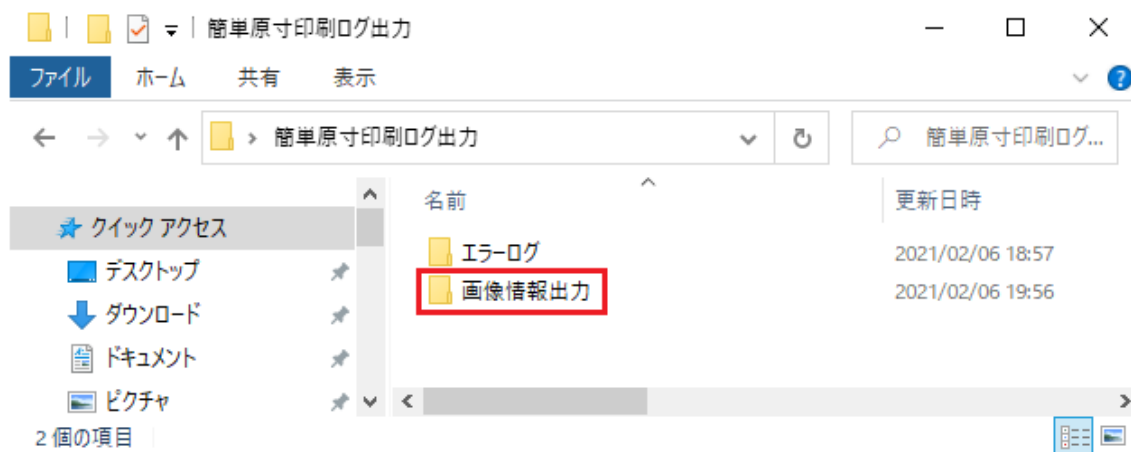 簡単原寸印刷ログ出力
ファイル ホーム 共有 表示
簡単原寸印刷ログ出力 簡単原寸印刷ログ...
名前 更新日時
クイック アクセス
エラーログ 2021/02/06 18:57
デスクトップ
画像情報出力 2021/02/06 19:56
ダウンロード
ドキュメント
ピクチャ
2 個の項目